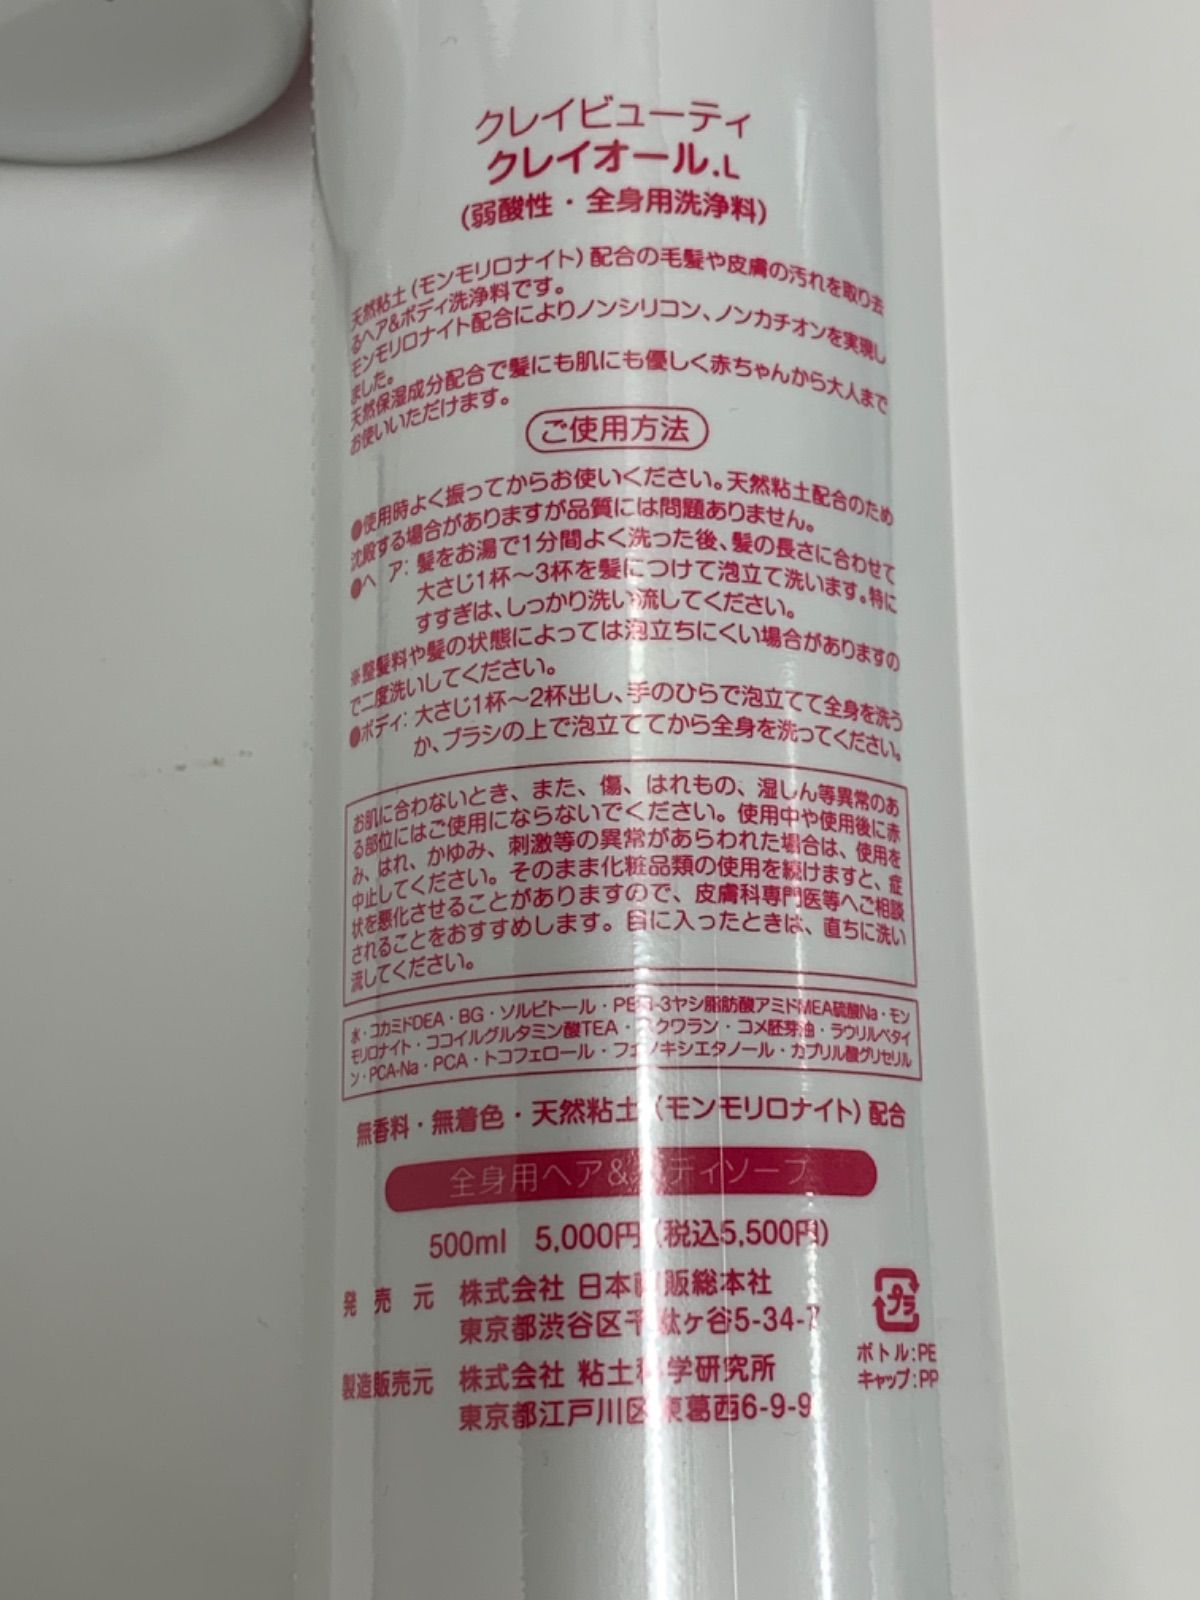 クレイビューティ
クレイオール.L
(弱酸性・全身用洗浄料)
天然粘土(モンモリロナイト)配合の毛髪や皮膚の汚れを取り去
るヘア&ボディ洗浄料です。
モンモリロナイト配合によりノンシリコン、ノンカチオンを実現し
ました。
天然保湿成分配合で髪にも肌にも優しく赤ちゃんから大人まで
お使いいただけます。
ご使用方法
●使用時よく振ってからお使いください。天然粘土配合のため
沈殿する場合がありますが品質には問題ありません。
●ヘ ア: 髪をお湯で1分間よく洗った後、髪の長さに合わせて
大さじ1杯〜3杯を髪につけて泡立て洗います。特に
すすぎは、しっかり洗い流してください。
※整髪料や髪の状態によっては泡立ちにくい場合がありますの
で二度洗いしてください。
●ボディ: 大さじ1杯〜2杯出し、手のひらで泡立てて全身を洗う
か、ブラシの上で泡立ててから全身を洗ってください。
お肌に合わないとき、また、傷、はれもの、湿しん等異常のあ
る部位にはご使用にならないでください。使用中や使用後に赤
み、はれ、かゆみ、刺激等の異常があらわれた場合は、使用を
中止してください。そのまま化粧品類の使用を続けますと、症
状を悪化させることがありますので、皮膚科専門医等へご相談
されることをおすすめします。目に入ったときは、直ちに洗い
流してください。
水・コカミドDEA・BG・ソルビトール・PEG-3ヤシ脂肪酸アミドMEA硫酸Na・モン
モリロナイト・ココイルグルタミン酸TEA・スクワラン・コメ胚芽油・ラウリルベタイ
ン・PCA-Na・PCA・トコフェロール・フェノキシエタノール・カプリル酸グリセリル
無香料・無着色・天然粘土(モンモリロナイト)配合
全身用ヘア&ボディソープ
500ml 5,000円(税込5,500円)
発 売 元 株式会社 日本直販総本社
東京都渋谷区千駄ヶ谷5-34-7
製造販売元 株式会社 粘土科学研究所
東京都江戸川区東葛西6-9-9
プラ
ボトル:PE
キャップ:PP